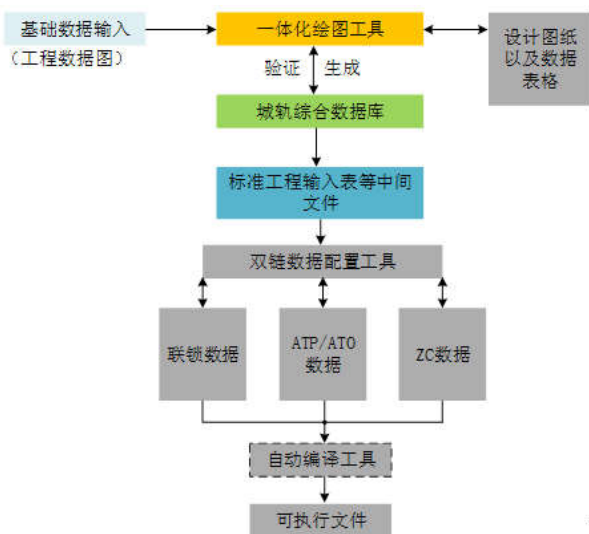 基础数据输入
(工程数据图)
一体化绘图工具
设计图纸
以及数据
表格
验证 生成
城轨综合数据库
标准工程输入表等中间
文件
双链数据配置工具
联锁数据
ATP/ATO
数据
ZC数据
自动编译工具
可执行文件